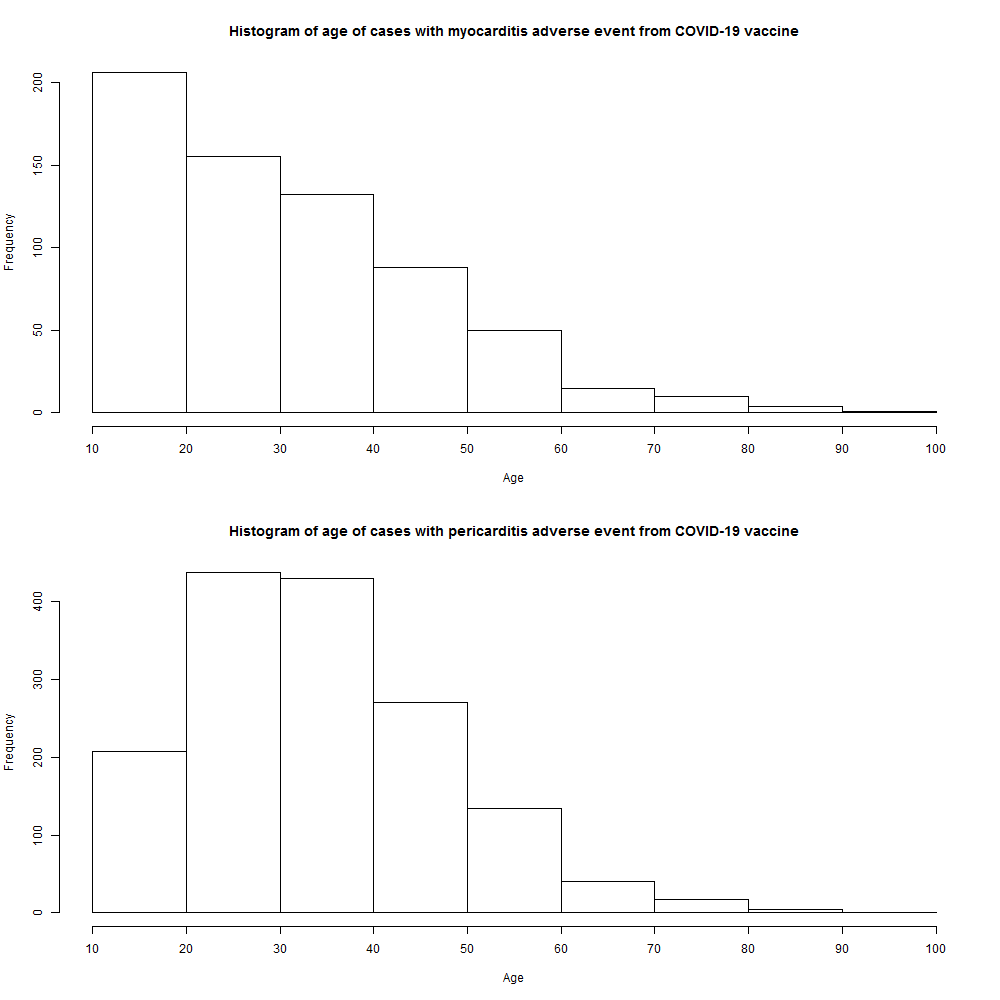 Histogram of age of cases with myocarditis adverse event from COVID-19 vaccine
Frequency
200
150
100
50
0
10 20 30 40 50 60 70 80 90 100
Age
Histogram of age of cases with pericarditis adverse event from COVID-19 vaccine
Frequency
400
300
200
100
0
10 20 30 40 50 60 70 80 90 100
Age